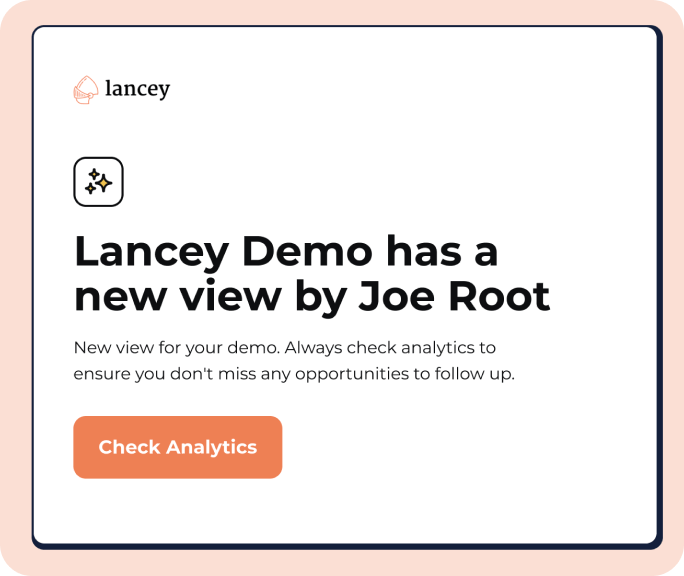 lancey
Lancey Demo has a
new view by Joe Root
New view for your demo. Always check analytics to
ensure you don't miss any opportunities to follow up.
Check Analytics